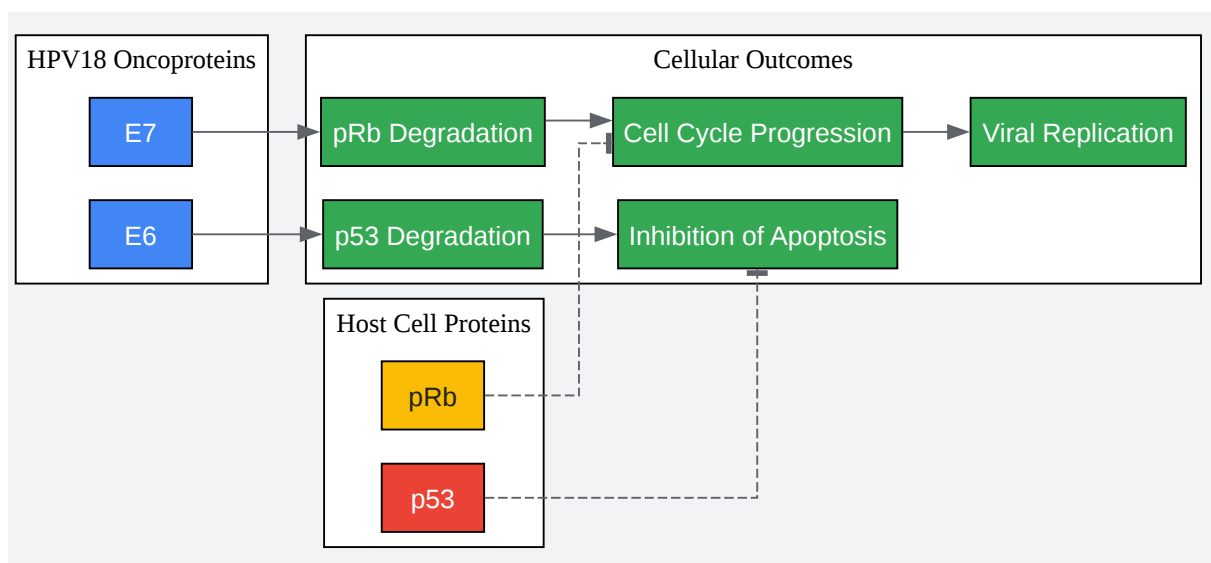 HPV18 Oncoproteins
E7
E6
Cellular Outcomes
pRb Degradation
Cell Cycle Progression
Viral Replication
p53 Degradation
Inhibition of Apoptosis
Host Cell Proteins
pRb
p53